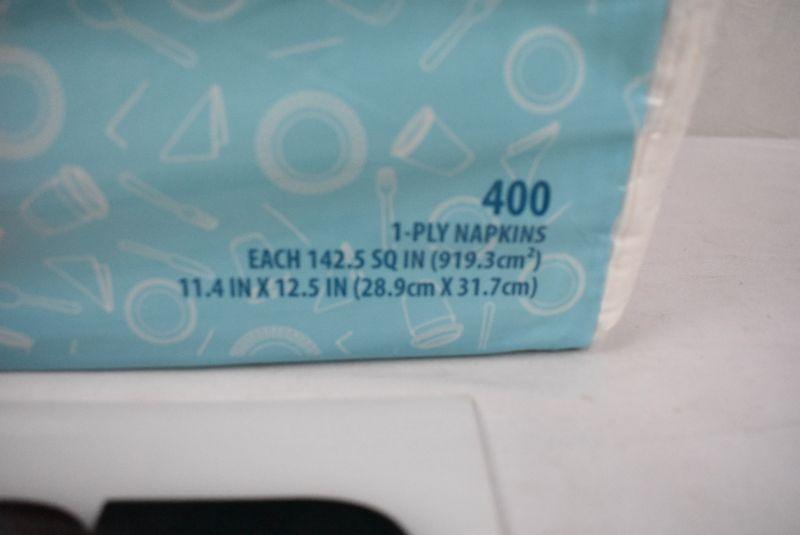 400
1-PLY NAPKINS
EACH 142.5 SQ IN (919.3cm²)
11.4 IN X 12.5 IN (28.9cm X 31.7cm)